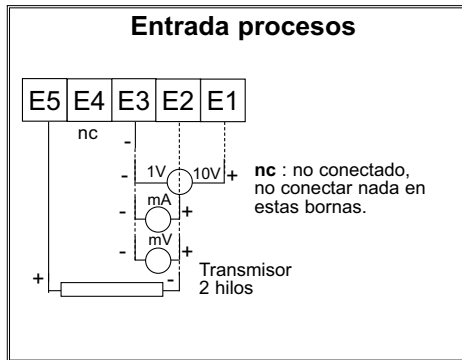 Entrada procesos
E5 E4 E3 E2 E1
nc
-
- 1V 10V +
nc : no conectado,
no conectar nada en
estas bornas.
mA
- +
mV
- +
Transmisor
2 hilos
+ -